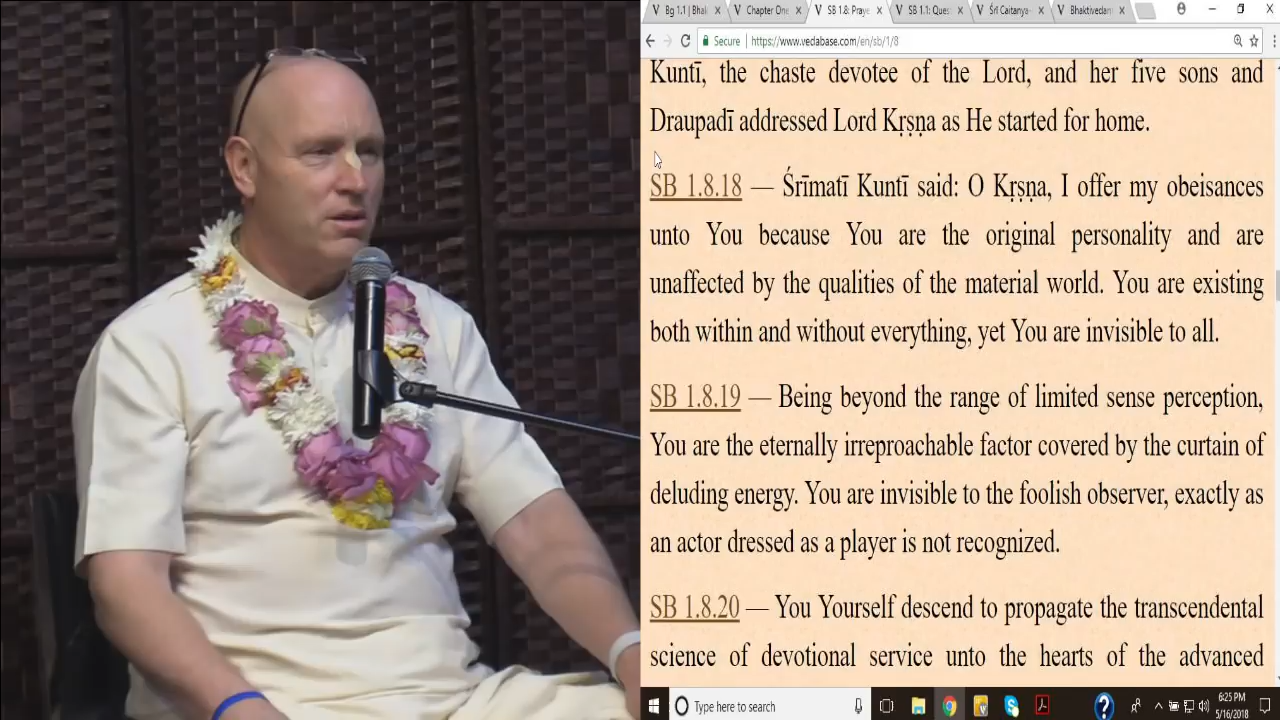 Bg 1.1 | Bhak
Chapter One
SB 1.8: Praye
SB 1.1: Ques
Śrī Caitanya-
Bhaktivedan
Secure https://www.vedabase.com/en/sb/1/8
Kuntī, the chaste devotee of the Lord, and her five sons and
Draupadī addressed Lord Kṛṣṇa as He started for home.
SB 1.8.18 — Śrīmatī Kuntī said: O Kṛṣṇa, I offer my obeisances
unto You because You are the original personality and are
unaffected by the qualities of the material world. You are existing
both within and without everything, yet You are invisible to all.
SB 1.8.19 — Being beyond the range of limited sense perception,
You are the eternally irreproachable factor covered by the curtain of
deluding energy. You are invisible to the foolish observer, exactly as
an actor dressed as a player is not recognized.
SB 1.8.20 — You Yourself descend to propagate the transcendental
science of devotional service unto the hearts of the advanced
Type here to search
6:25 PM
5/16/2018